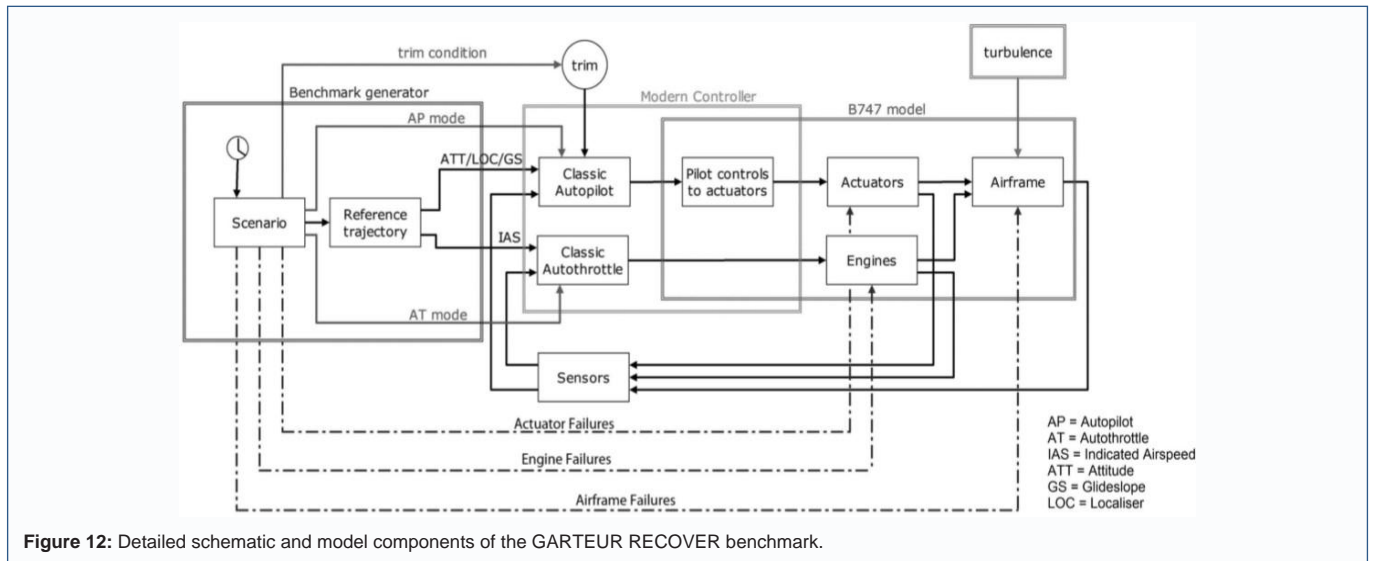 trim condition
trim
turbulence
Benchmark generator
Modern Controller
B747 model
AP mode
ATT/LOC/GS
Classic
Autopilot
Pilot controls
to actuators
Actuators
Airframe
Scenario
Reference
trajectory
IAS
Classic
Autothrottle
Engines
AT mode
Sensors
Actuator Failures
Engine Failures
Airframe Failures
AP = Autopilot
AT = Autothrottle
IAS = Indicated Airspeed
ATT = Attitude
GS = Glideslope
LOC = Localiser
Figure 12: Detailed schematic and model components of the GARTEUR RECOVER benchmark.